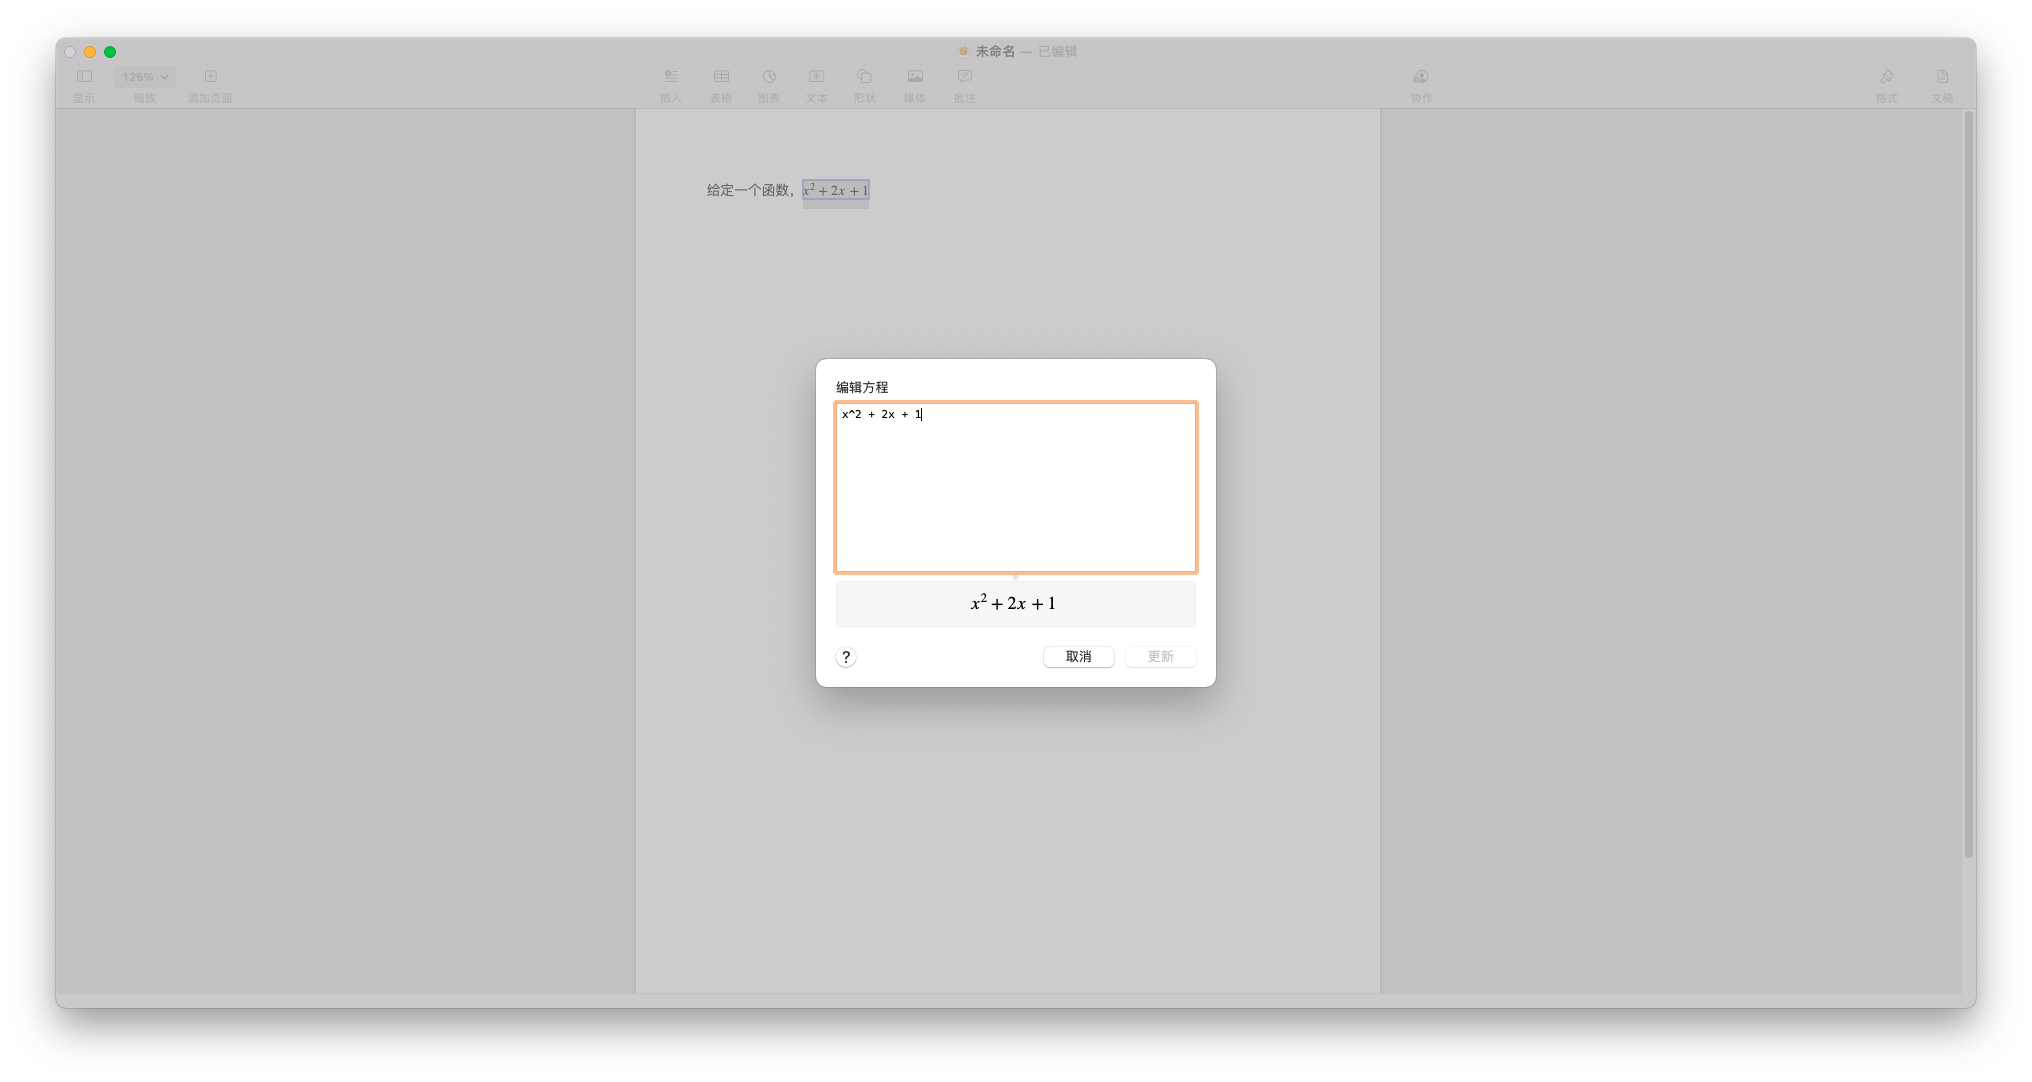 未命名 — 已编辑
125%
显示 缩放 添加页面 插入 表格 图表 文本 形状 媒体 批注 协作 格式 文稿
给定一个函数，x² + 2x + 1
编辑方程
x^2 + 2x + 1
x² + 2x + 1
? 取消 更新